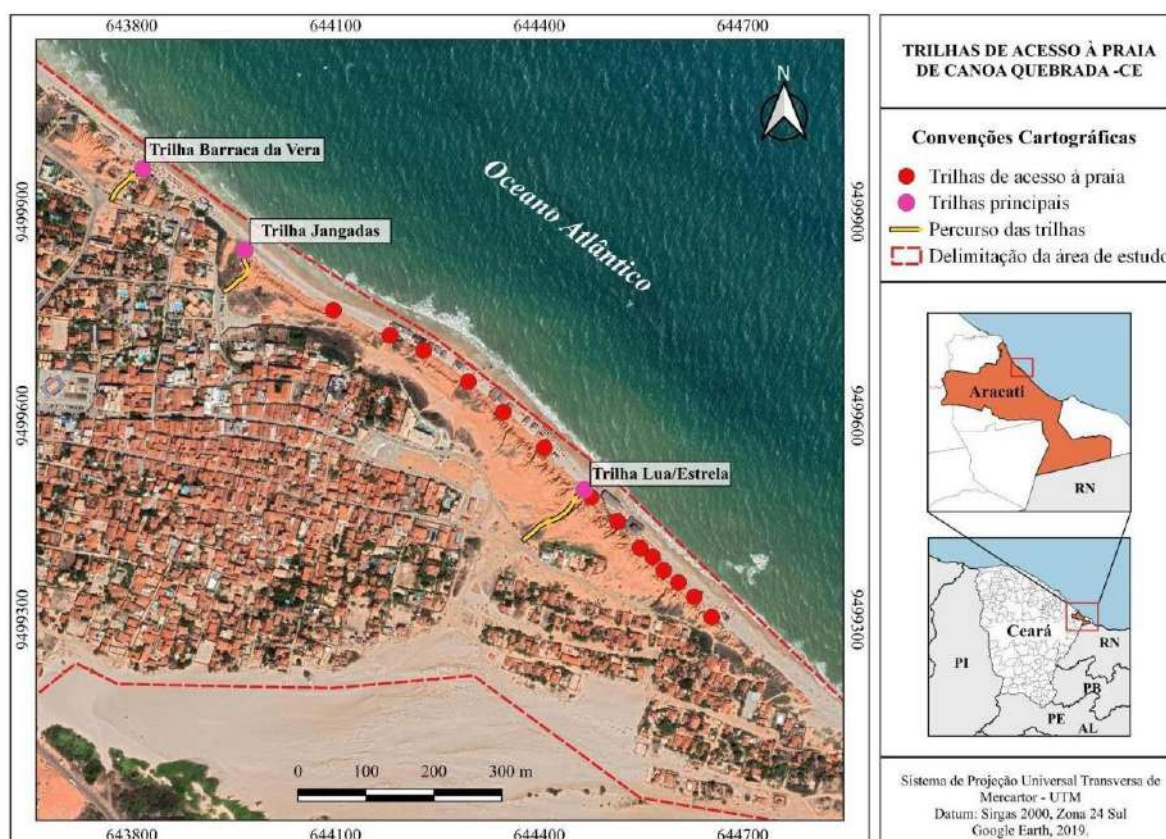 643800 644100 644400 644700
TRILHAS DE ACESSO À PRAIA
DE CANOA QUEBRADA -CE
N
Trilha Barraca da Vera
Oceano Atlântico
9499900
9499900
Trilha Jangadas
Convenções Cartográficas
Trilhas de acesso à praia
Trilhas principais
Percurso das trilhas
Delimitação da área de estudo
9499600
9499600
Trilha Lua/Estrela
Aracati
RN
9499300
9499300
Ceará
PI
RN
PB
PE
AL
0 100 200 300 m
643800 644100 644400 644700
Sistema de Projeção Universal Transversa de
Mercartor - UTM
Datum: Sirgas 2000, Zona 24 Sul
Google Earth, 2019.